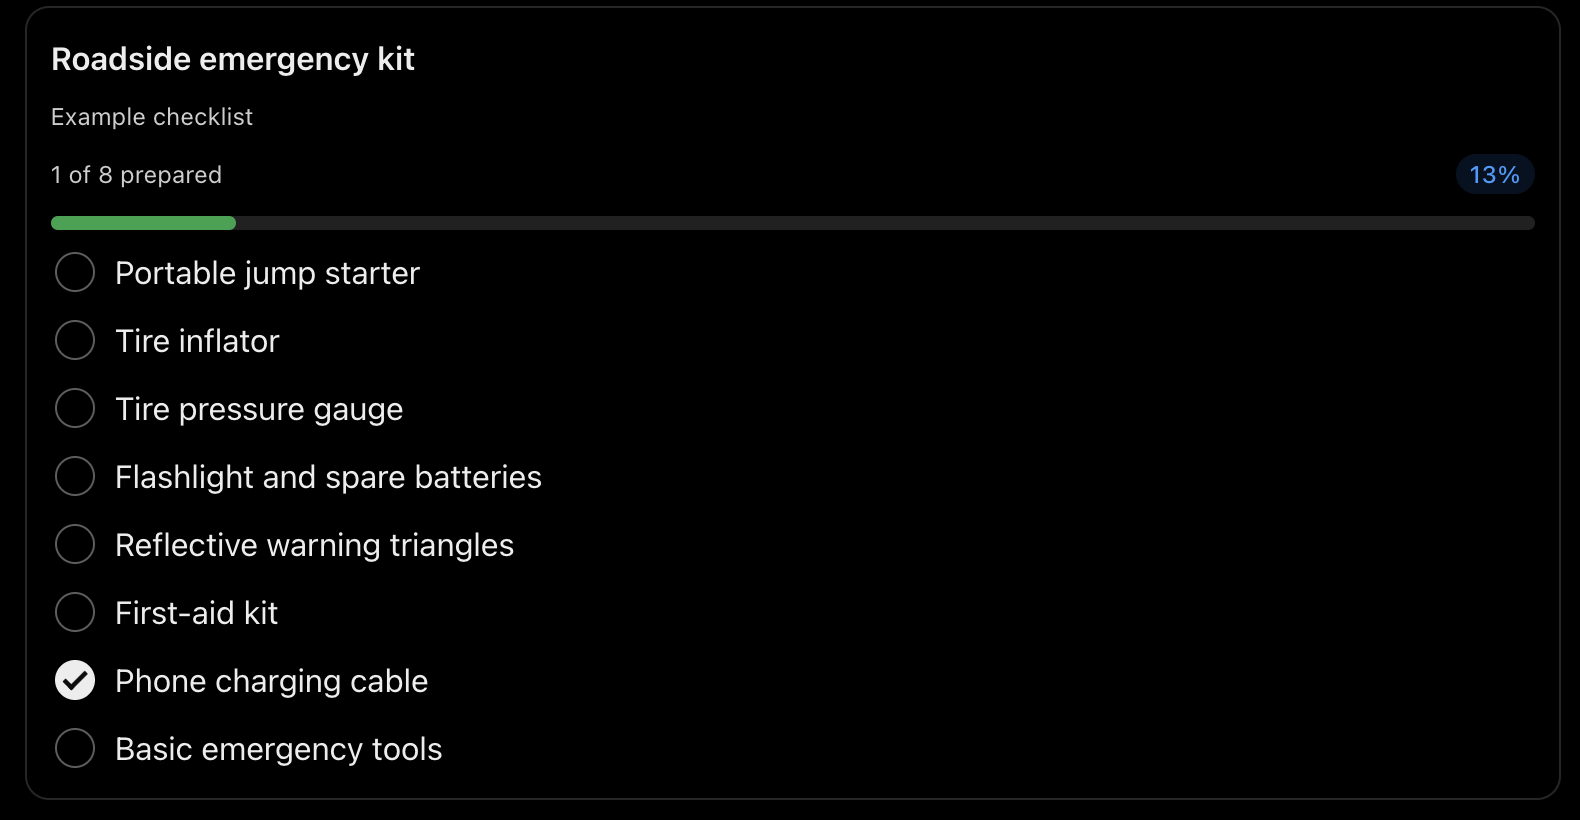 Roadside emergency kit
Example checklist
1 of 8 prepared
13%
Portable jump starter
Tire inflator
Tire pressure gauge
Flashlight and spare batteries
Reflective warning triangles
First-aid kit
Phone charging cable
Basic emergency tools